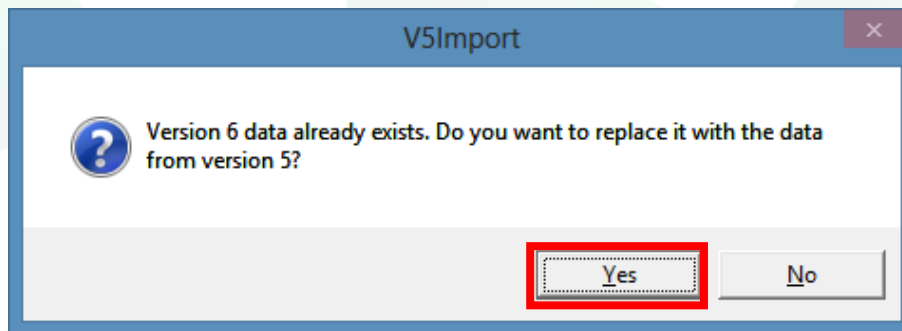 V5Import
Version 6 data already exists. Do you want to replace it with the data
from version 5?
Yes
No